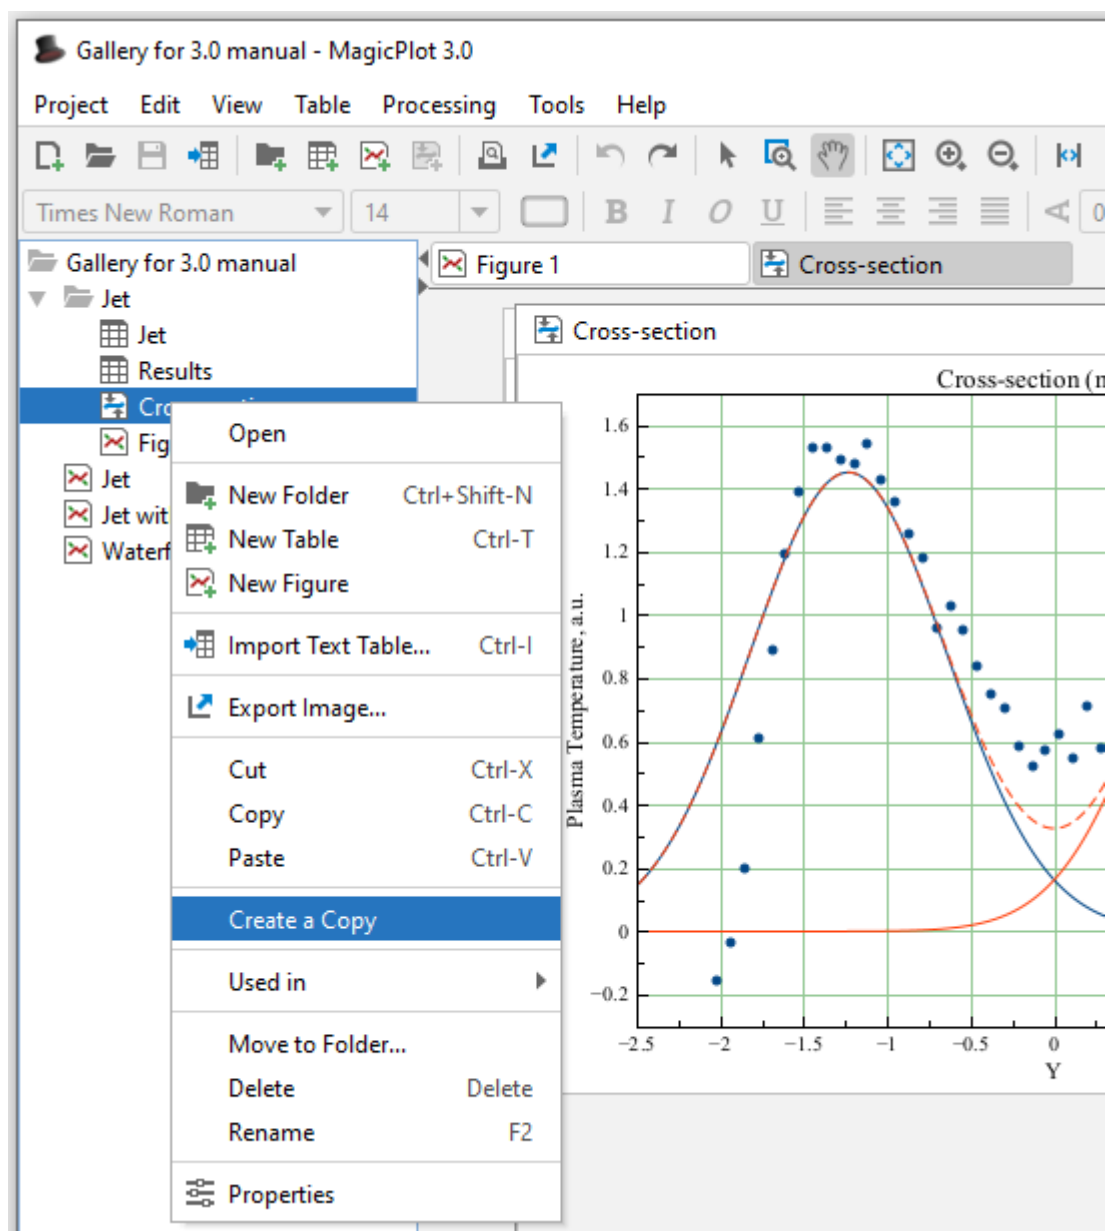 Gallery for 3.0 manual - MagicPlot 3.0
Project Edit View Table Processing Tools Help
Times New Roman 14 B I O U 0
Gallery for 3.0 manual
Jet
Jet
Results
Jet
Figure 1 Cross-section
Open
New Folder Ctrl+Shift-N
New Table Ctrl-T
New Figure
Import Text Table... Ctrl-I
Export Image...
Cut Ctrl-X
Copy Ctrl-C
Paste Ctrl-V
Create a Copy
Used in
Move to Folder...
Delete Delete
Rename F2
Properties
Cross-section
Cross-section (
Plasma Temperature, a.u.
1.6
1.4
1.2
1
0.8
0.6
0.4
0.2
0
−0.2
−2.5 −2 −1.5 −1 −0.5 0
Y